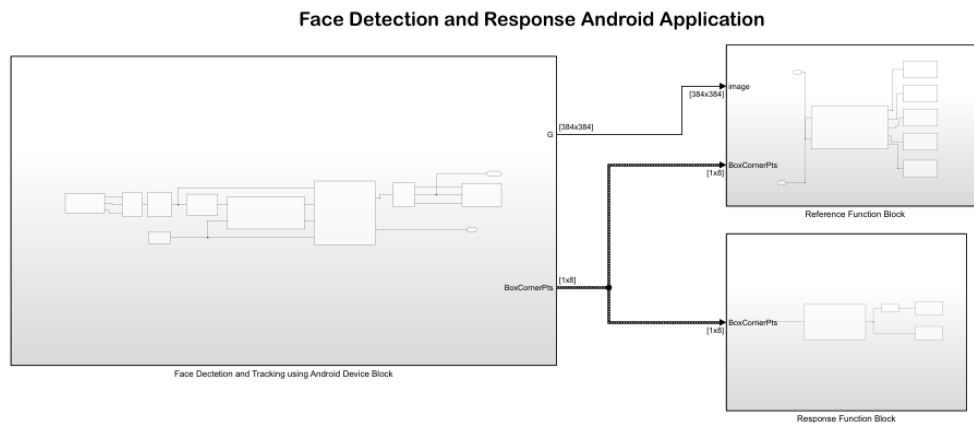 Face Detection and Response Android Application
[384x384]
G
[384x384]
image
BoxCornerPts
[1x8]
Reference Function Block
[1x8]
BoxCornerPts
BoxCornerPts
[1x8]
Face Dectetion and Tracking using Android Device Block
Response Function Block